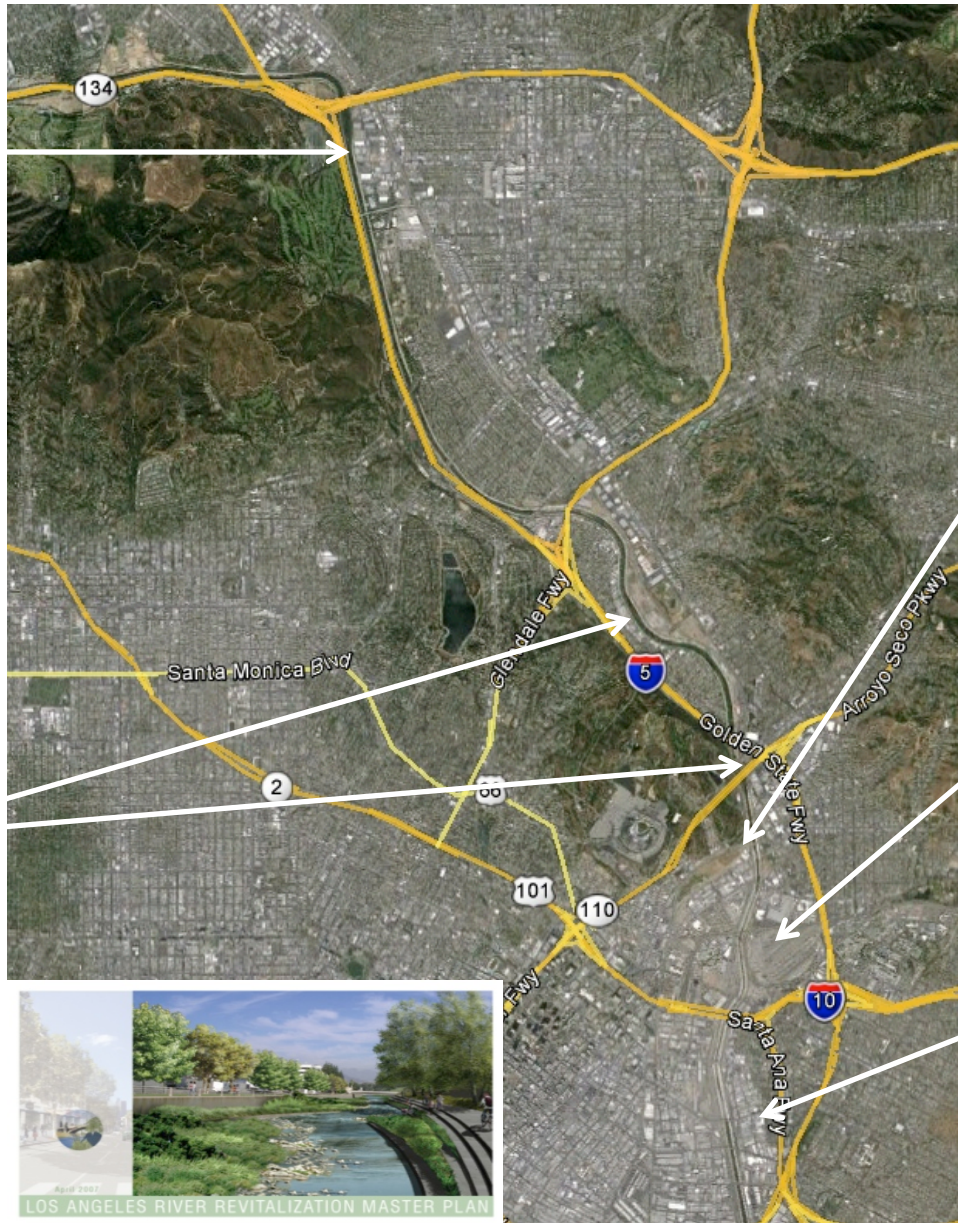 134
Glendale Fwy
Santa Monica Blvd
5
Arroyo Seco Pkwy
Golden State Fwy
2
66
101
110
Fwy
10
Santa Ana Fwy
April 2007
LOS ANGELES RIVER REVITALIZATION MASTER PLAN